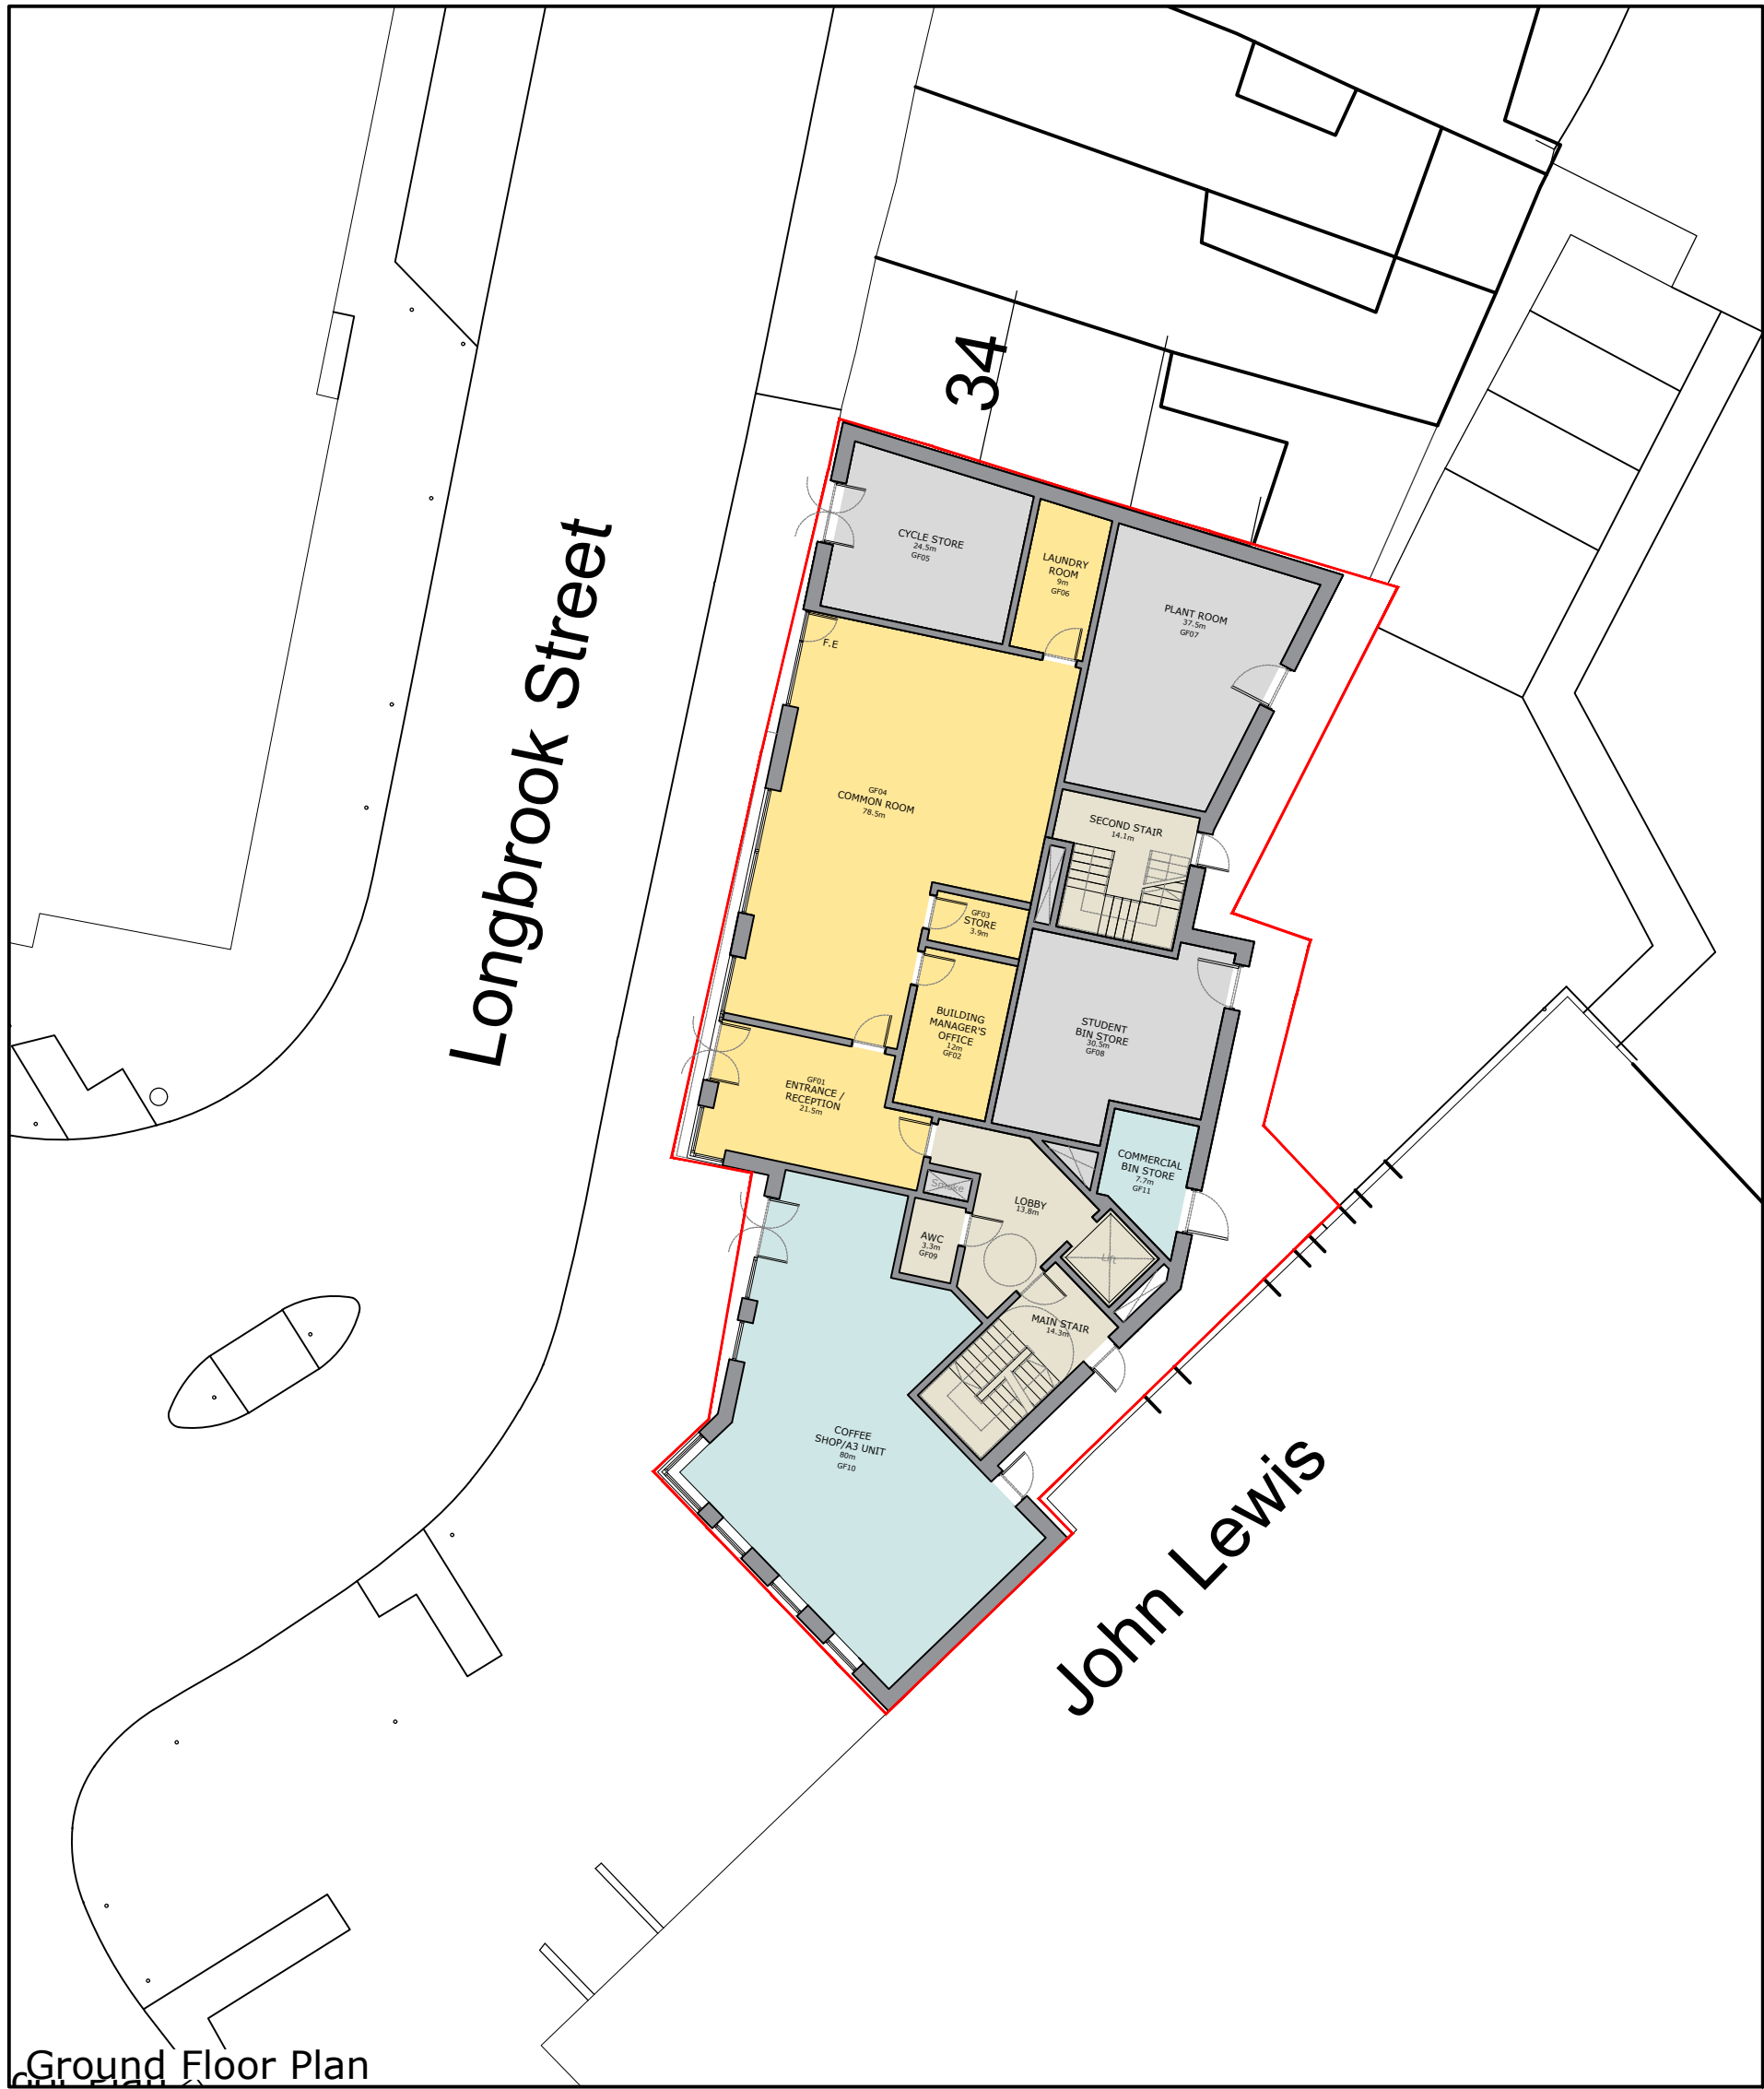 34
Longbrook Street
CYCLE STORE
24.5m
GF05
LAUNDRY
ROOM
9m
GF06
PLANT ROOM
37.5m
GF07
F.E
GF04
COMMON ROOM
78.5m
SECOND STAIR
14.1m
GF03
STORE
3.9m
BUILDING
MANAGER'S
OFFICE
12m
GF02
STUDENT
BIN STORE
30.5m
GF08
GF01
ENTRANCE /
RECEPTION
21.5m
COMMERCIAL
BIN STORE
7.7m
GF11
Smoke
LOBBY
13.8m
AWC
3.3m
GF09
Lift
MAIN STAIR
14.3m
COFFEE
SHOP/A3 UNIT
80m
GF10
John Lewis
Ground Floor Plan